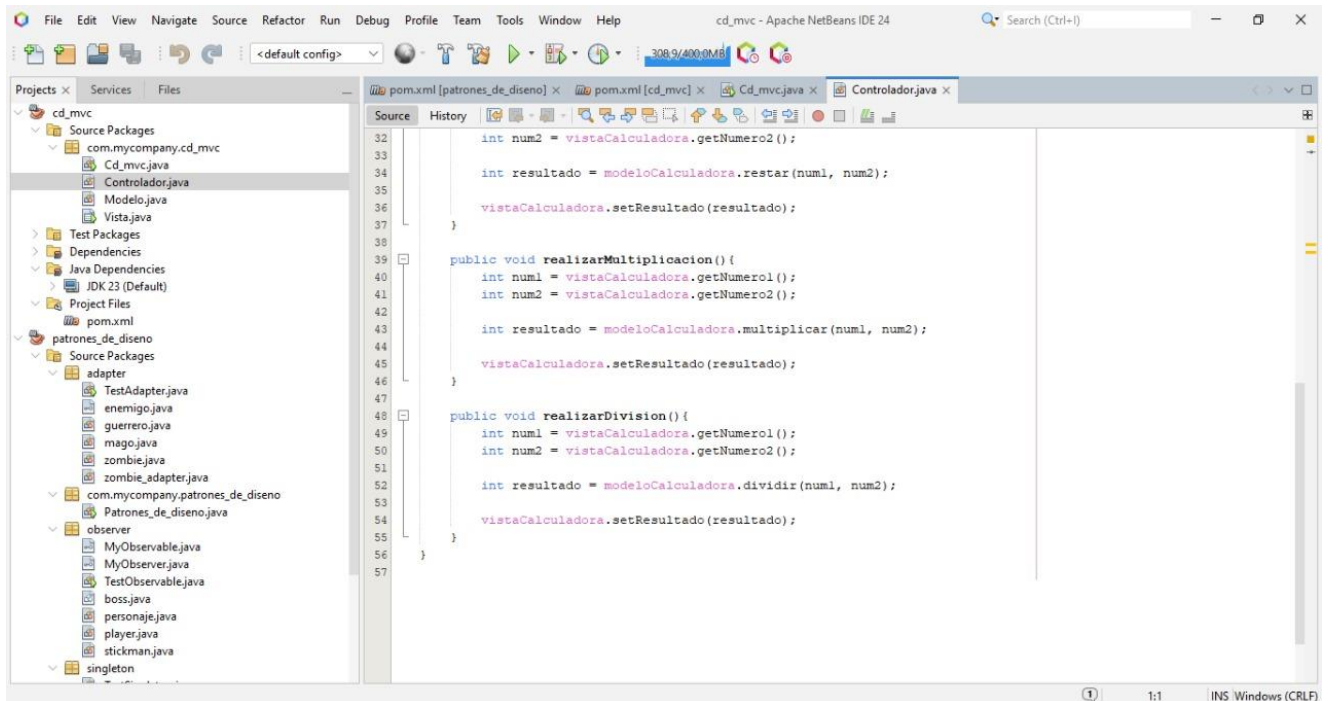 File Edit View Navigate Source Refactor Run Debug Profile Team Tools Window Help cd_mvc - Apache NetBeans IDE 24 Search (Ctrl+I)
<default config> 308,9/400,0MB
Projects Services Files
pom.xml [patrones_de_diseno] pom.xml [cd_mvc] Cd_mvc.java Controlador.java
Source History
cd_mvc
Source Packages
com.mycompany.cd_mvc
Cd_mvc.java
Controlador.java
Modelo.java
Vista.java
Test Packages
Dependencies
Java Dependencies
JDK 23 (Default)
Project Files
pom.xml
patrones_de_diseno
Source Packages
adapter
TestAdapter.java
enemigo.java
guerrero.java
mago.java
zombie.java
zombie_adapter.java
com.mycompany.patrones_de_diseno
Patrones_de_diseno.java
observer
MyObservable.java
MyObserver.java
TestObservable.java
boss.java
personaje.java
player.java
stickman.java
singleton
32 int num2 = vistaCalculadora.getNumero2();
33
34 int resultado = modeloCalculadora.restar(num1, num2);
35
36 vistaCalculadora.setResultado(resultado);
37 }
38
39 public void realizarMultiplicacion(){
40 int num1 = vistaCalculadora.getNumero1();
41 int num2 = vistaCalculadora.getNumero2();
42
43 int resultado = modeloCalculadora.multiplicar(num1, num2);
44
45 vistaCalculadora.setResultado(resultado);
46 }
47
48 public void realizarDivision(){
49 int num1 = vistaCalculadora.getNumero1();
50 int num2 = vistaCalculadora.getNumero2();
51
52 int resultado = modeloCalculadora.dividir(num1, num2);
53
54 vistaCalculadora.setResultado(resultado);
55 }
56 }
57
1 1:1 INS Windows (CRLF)